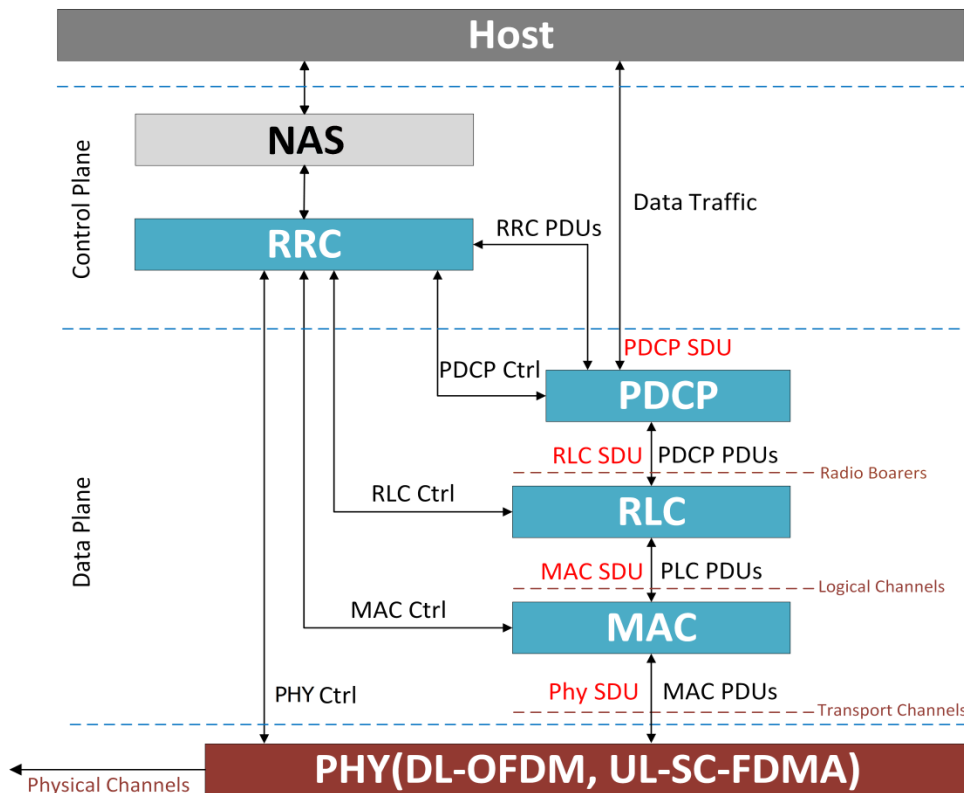 Host
NAS
Control Plane
Data Traffic
RRC PDUs
RRC
PDCP SDU
PDCP Ctrl
PDCP
RLC SDU
PDCP PDUs
Radio Boarers
Data Plane
RLC Ctrl
RLC
MAC SDU
PLC PDUs
Logical Channels
MAC Ctrl
MAC
PHY Ctrl
Phy SDU
MAC PDUs
Transport Channels
PHY(DL-OFDM, UL-SC-FDMA)
Physical Channels